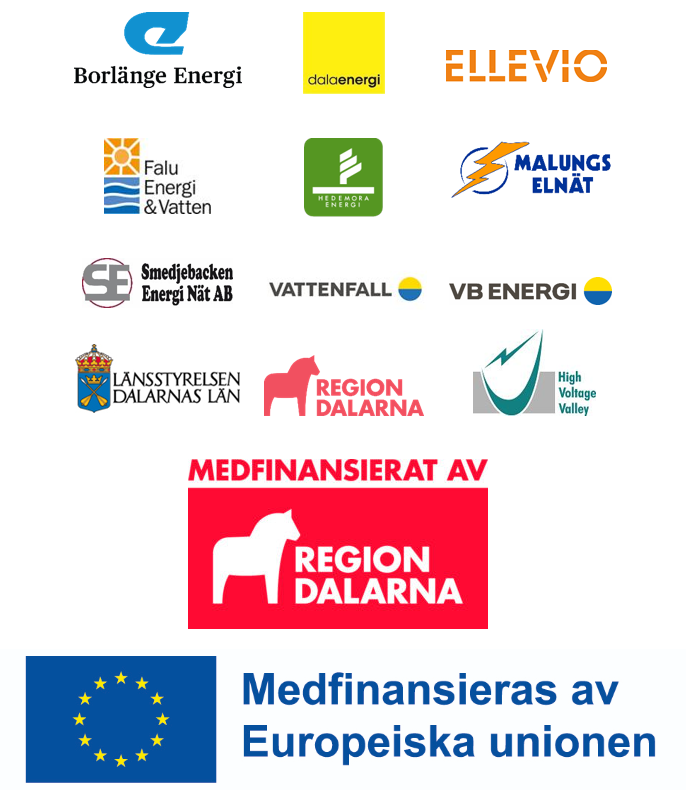 Borlänge Energi
dalaenergi
ELLEVIO
Falu
Energi
& Vatten
HEDEMORA
ENERGI
MALUNGS
ELNÄT
SE
Smedjebacken
Energi Nät AB
VATTENFALL
VB ENERGI
LÄNSSTYRELSEN
DALARNAS LÄN
REGION
DALARNA
High
Voltage
Valley
MEDFINANSIERAT AV
REGION
DALARNA
Medfinansieras av
Europeiska unionen